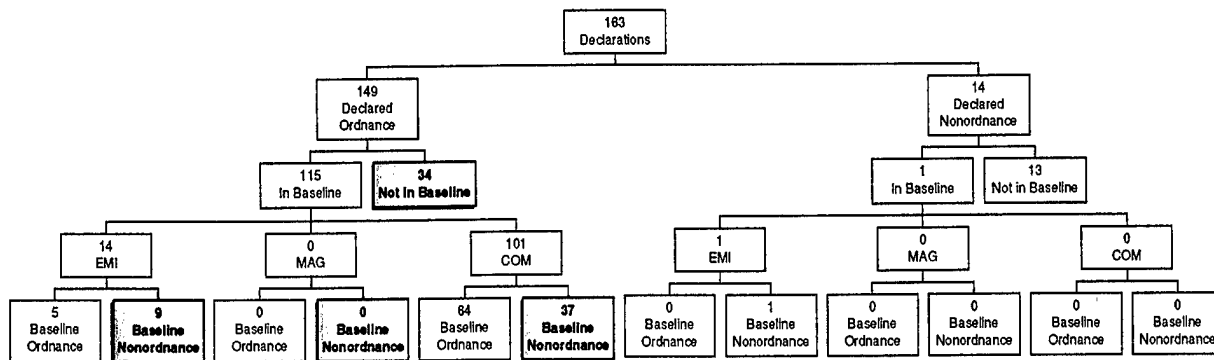 163
Declarations
149
Declared
Ordnance
14
Declared
Nonordnance
115
In Baseline
34
Not in Baseline
1
In Baseline
13
Not in Baseline
14
EMI
0
MAG
101
COM
1
EMI
0
MAG
0
COM
5
Baseline
Ordnance
9
Baseline
Nonordnance
0
Baseline
Ordnance
0
Baseline
Nonordnance
64
Baseline
Ordnance
37
Baseline
Nonordnance
0
Baseline
Ordnance
1
Baseline
Nonordnance
0
Baseline
Ordnance
0
Baseline
Nonordnance
0
Baseline
Ordnance
0
Baseline
Nonordnance